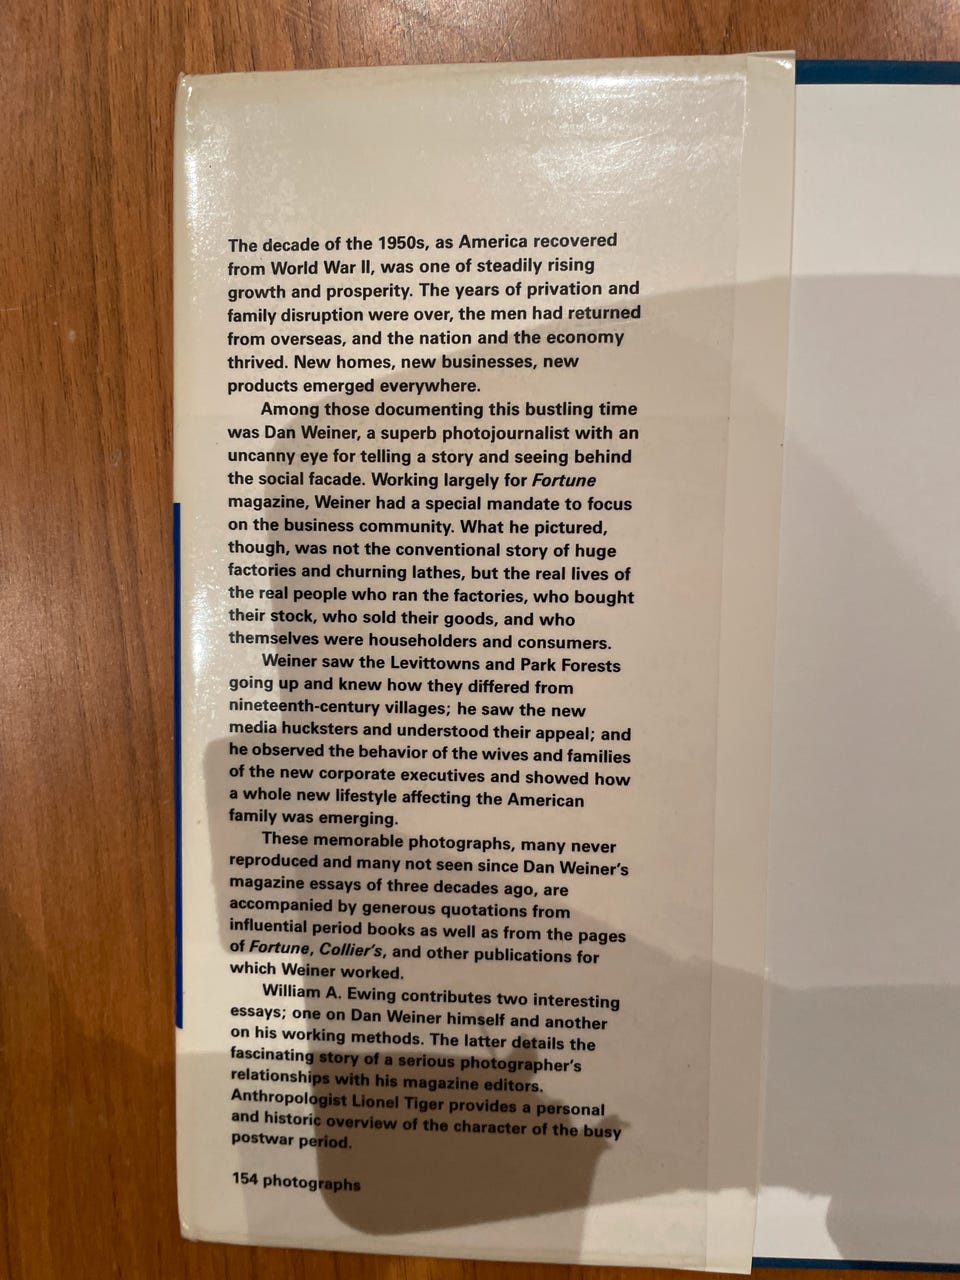 The decade of the 1950s, as America recovered
from World War II, was one of steadily rising
growth and prosperity. The years of privation and
family disruption were over, the men had returned
from overseas, and the nation and the economy
thrived. New homes, new businesses, new
products emerged everywhere.
Among those documenting this bustling time
was Dan Weiner, a superb photojournalist with an
uncanny eye for telling a story and seeing behind
the social facade. Working largely for Fortune
magazine, Weiner had a special mandate to focus
on the business community. What he pictured,
though, was not the conventional story of huge
factories and churning lathes, but the real lives of
the real people who ran the factories, who bought
their stock, who sold their goods, and who
themselves were householders and consumers.
Weiner saw the Levittowns and Park Forests
going up and knew how they differed from
nineteenth-century villages; he saw the new
media hucksters and understood their appeal; and
he observed the behavior of the wives and families
of the new corporate executives and showed how
a whole new lifestyle affecting the American
family was emerging.
These memorable photographs, many never
reproduced and many not seen since Dan Weiner's
magazine essays of three decades ago, are
accompanied by generous quotations from
influential period books as well as from the pages
of Fortune, Collier's, and other publications for
which Weiner worked.
William A. Ewing contributes two interesting
essays; one on Dan Weiner himself and another
on his working methods. The latter details the
fascinating story of a serious photographer's
relationships with his magazine editors.
Anthropologist Lionel Tiger provides a personal
and historic overview of the character of the busy
postwar period.
154 photographs